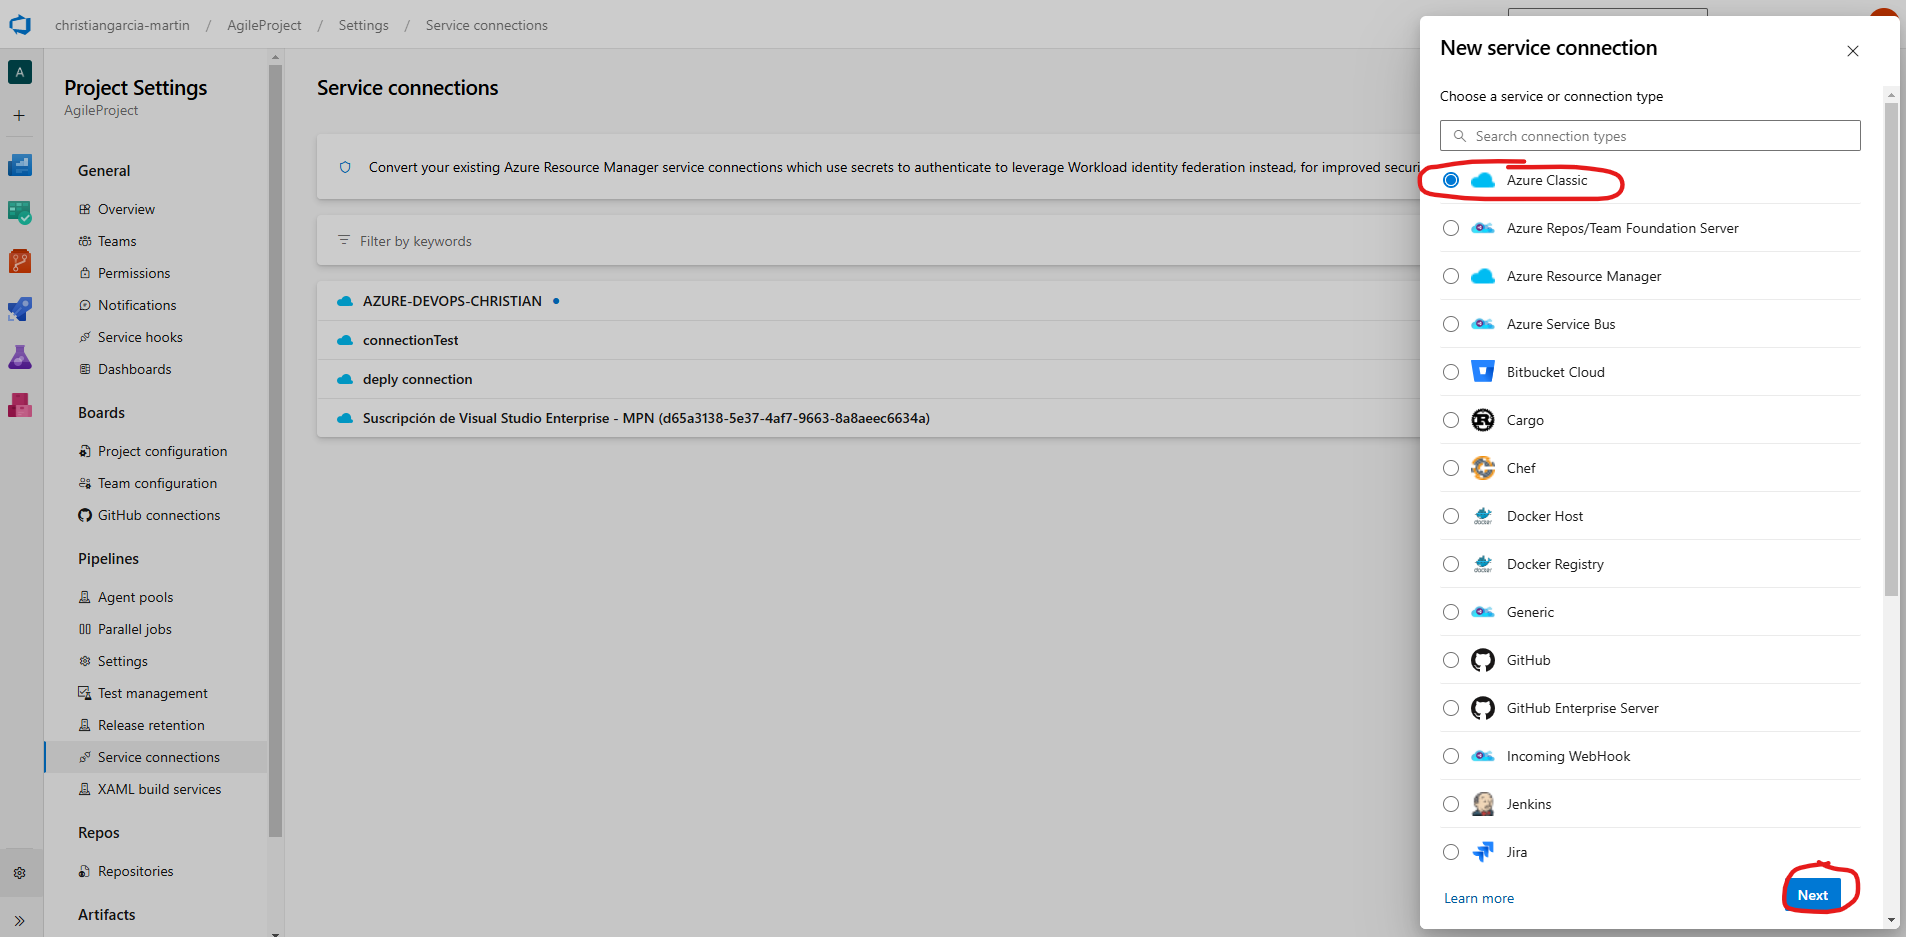 christiangarcia-martin / AgileProject / Settings / Service connections
A
Project Settings
AgileProject
General
Overview
Teams
Permissions
Notifications
Service hooks
Dashboards
Boards
Project configuration
Team configuration
GitHub connections
Pipelines
Agent pools
Parallel jobs
Settings
Test management
Release retention
Service connections
XAML build services
Repos
Repositories
Artifacts
Service connections
Convert your existing Azure Resource Manager service connections which use secrets to authenticate to leverage Workload identity federation instead, for improved securi
Filter by keywords
AZURE-DEVOPS-CHRISTIAN
connectionTest
deply connection
Suscripción de Visual Studio Enterprise - MPN (d65a3138-5e37-4af7-9663-8a8aeec6634a)
New service connection
Choose a service or connection type
Search connection types
Azure Classic
Azure Repos/Team Foundation Server
Azure Resource Manager
Azure Service Bus
Bitbucket Cloud
Cargo
Chef
docker
Docker Host
docker
Docker Registry
Generic
GitHub
GitHub Enterprise Server
Incoming WebHook
Jenkins
Jira
Learn more
Next